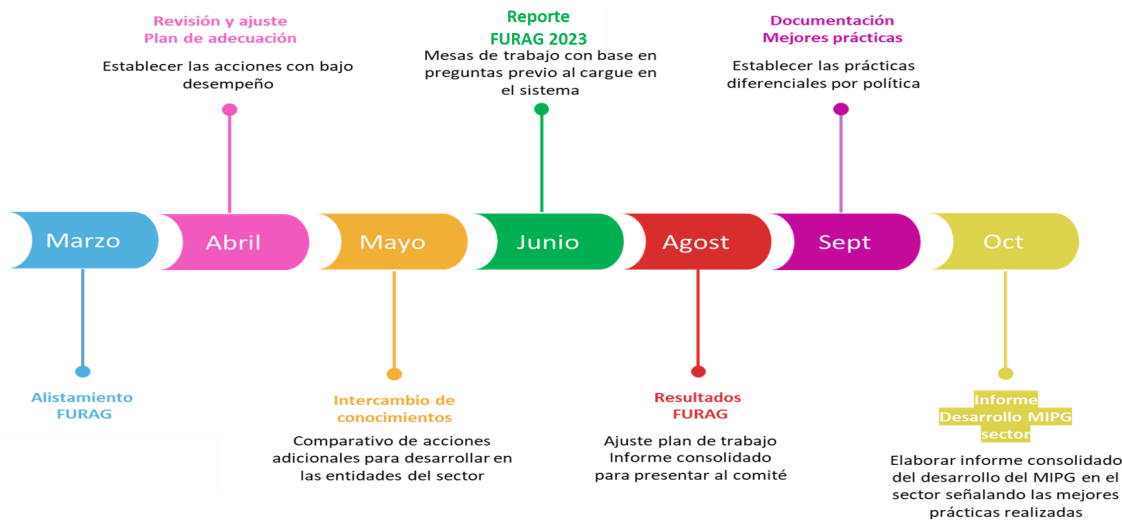 Revisión y ajuste
Plan de adecuación
Establecer las acciones con bajo
desempeño
Reporte
FURAG 2023
Mesas de trabajo con base en
preguntas previo al cargue en
el sistema
Documentación
Mejores prácticas
Establecer las prácticas
diferenciales por política
Marzo
Abril
Mayo
Junio
Agost
Sept
Oct
Alistamiento
FURAG
Intercambio de
conocimientos
Comparativo de acciones
adicionales para desarrollar en
las entidades del sector
Resultados
FURAG
Ajuste plan de trabajo
Informe consolidado
para presentar al comité
Informe
Desarrollo MIPG
sector
Elaborar informe consolidado
del desarrollo del MIPG en el
sector señalando las mejores
prácticas realizadas